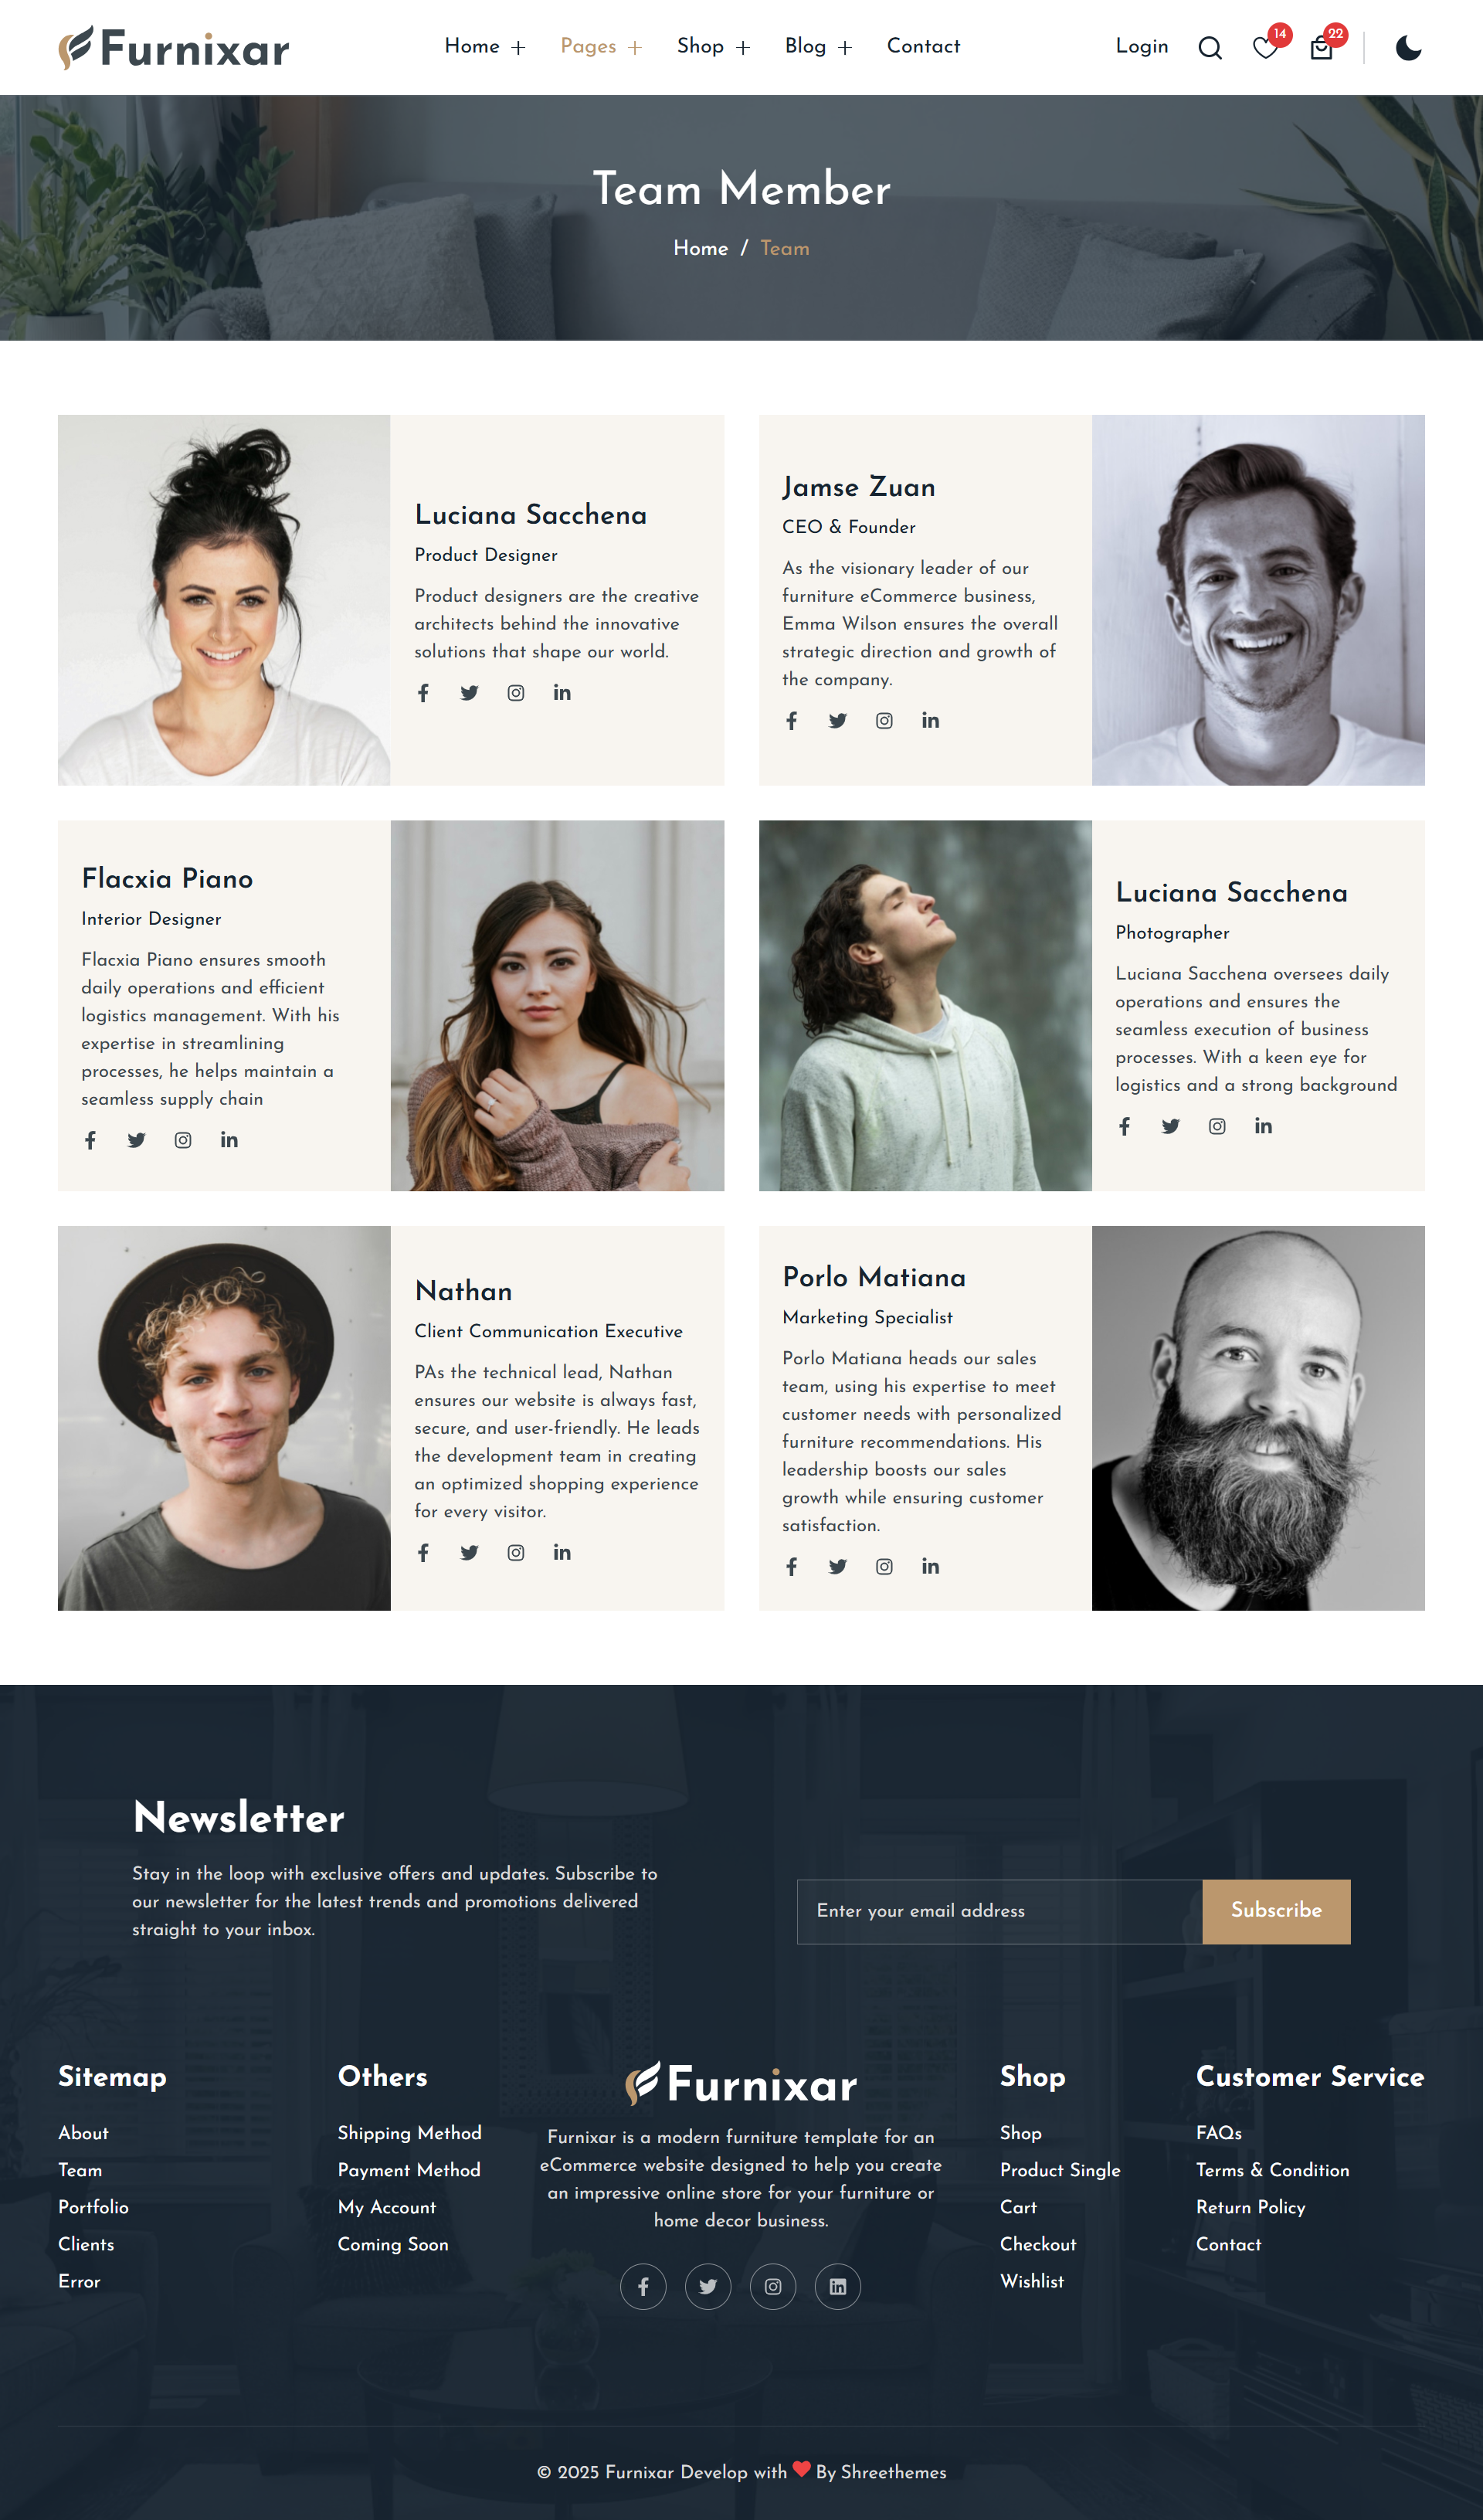 Furnixar
Home
Pages
Shop
Blog
Contact
Login
14
22
Team Member
Home / Team
Luciana Sacchena
Product Designer
Product designers are the creative
architects behind the innovative
solutions that shape our world.
Jamse Zuan
CEO & Founder
As the visionary leader of our
furniture eCommerce business,
Emma Wilson ensures the overall
strategic direction and growth of
the company.
Flacxia Piano
Interior Designer
Flacxia Piano ensures smooth
daily operations and efficient
logistics management. With his
expertise in streamlining
processes, he helps maintain a
seamless supply chain
Luciana Sacchena
Photographer
Luciana Sacchena oversees daily
operations and ensures the
seamless execution of business
processes. With a keen eye for
logistics and a strong background
Nathan
Client Communication Executive
PAs the technical lead, Nathan
ensures our website is always fast,
secure, and user-friendly. He leads
the development team in creating
an optimized shopping experience
for every visitor.
Porlo Matiana
Marketing Specialist
Porlo Matiana heads our sales
team, using his expertise to meet
customer needs with personalized
furniture recommendations. His
leadership boosts our sales
growth while ensuring customer
satisfaction.
Newsletter
Stay in the loop with exclusive offers and updates. Subscribe to
our newsletter for the latest trends and promotions delivered
straight to your inbox.
Enter your email address
Subscribe
Sitemap
About
Team
Portfolio
Clients
Error
Others
Shipping Method
Payment Method
My Account
Coming Soon
Furnixar
Furnixar is a modern furniture template for an
eCommerce website designed to help you create
an impressive online store for your furniture or
home decor business.
Shop
Shop
Product Single
Cart
Checkout
Wishlist
Customer Service
FAQs
Terms & Condition
Return Policy
Contact
© 2025 Furnixar Develop with ❤ By Shreethemes